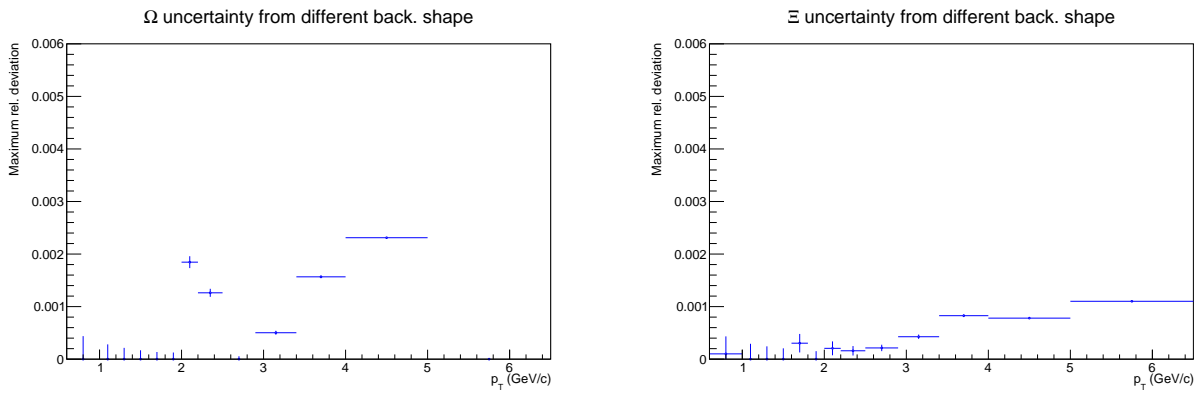 Ω uncertainty from different back. shape
Maximum rel. deviation
0.006
0.005
0.004
0.003
0.002
0.001
0
1 2 3 4 5 6
p_T (GeV/c)
Ξ uncertainty from different back. shape
Maximum rel. deviation
0.006
0.005
0.004
0.003
0.002
0.001
0
1 2 3 4 5 6
p_T (GeV/c)